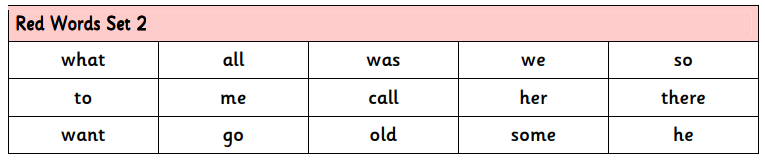 Red Words Set 2
what all was we so
to me call her there
want go old some he